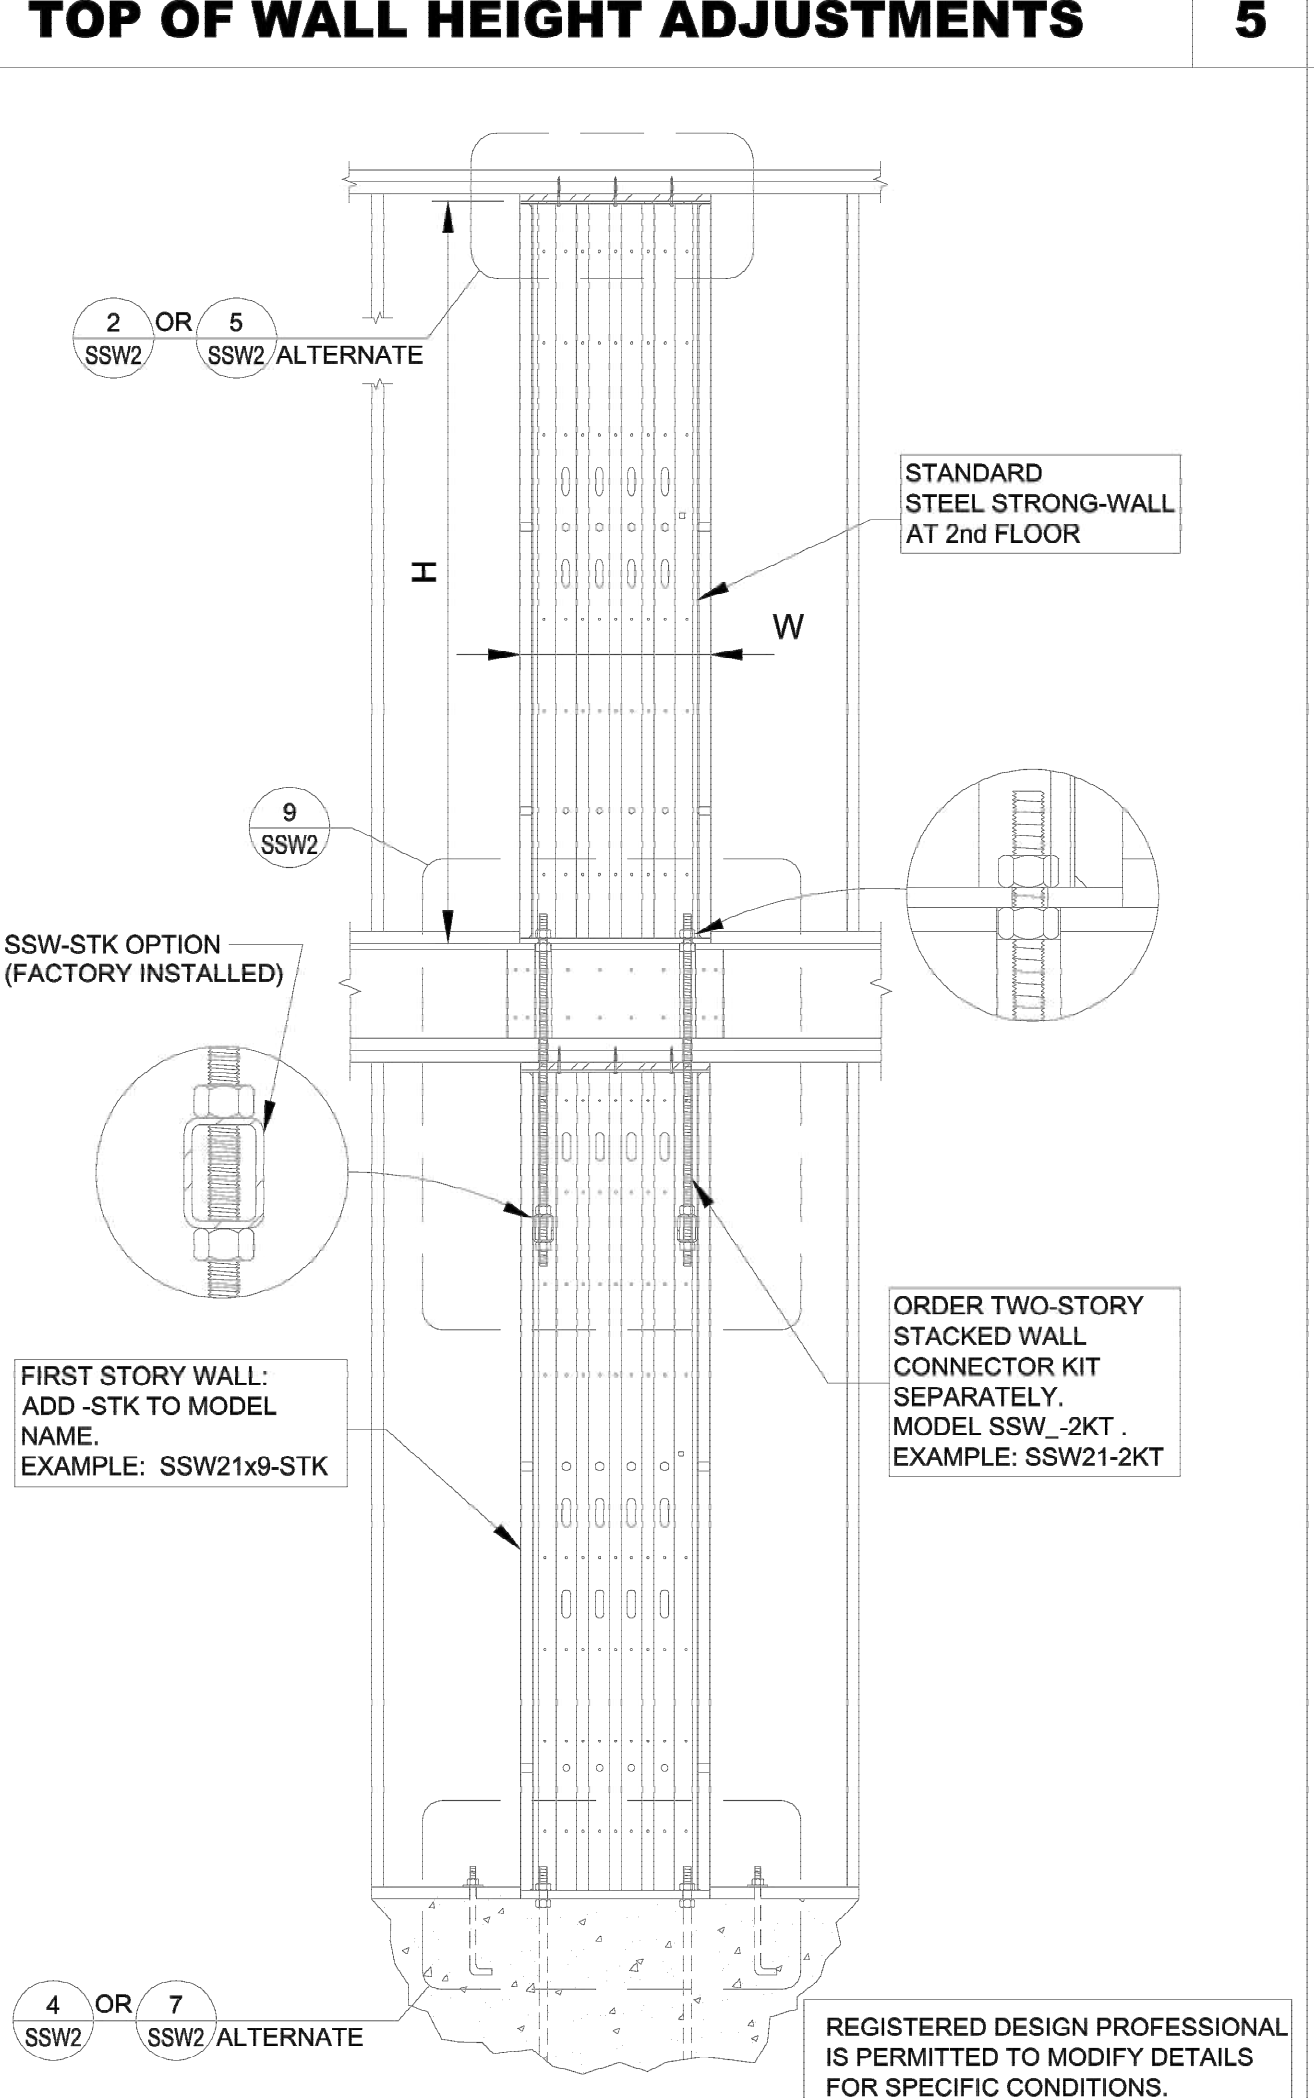 TOP OF WALL HEIGHT ADJUSTMENTS
5
2
SSW2
OR
5
SSW2
ALTERNATE
STANDARD
STEEL STRONG-WALL
AT 2nd FLOOR
H
W
9
SSW2
SSW-STK OPTION
(FACTORY INSTALLED)
ORDER TWO-STORY
STACKED WALL
CONNECTOR KIT
SEPARATELY.
MODEL SSW_-2KT .
EXAMPLE: SSW21-2KT
FIRST STORY WALL:
ADD -STK TO MODEL
NAME.
EXAMPLE: SSW21x9-STK
4
SSW2
OR
7
SSW2
ALTERNATE
REGISTERED DESIGN PROFESSIONAL
IS PERMITTED TO MODIFY DETAILS
FOR SPECIFIC CONDITIONS.